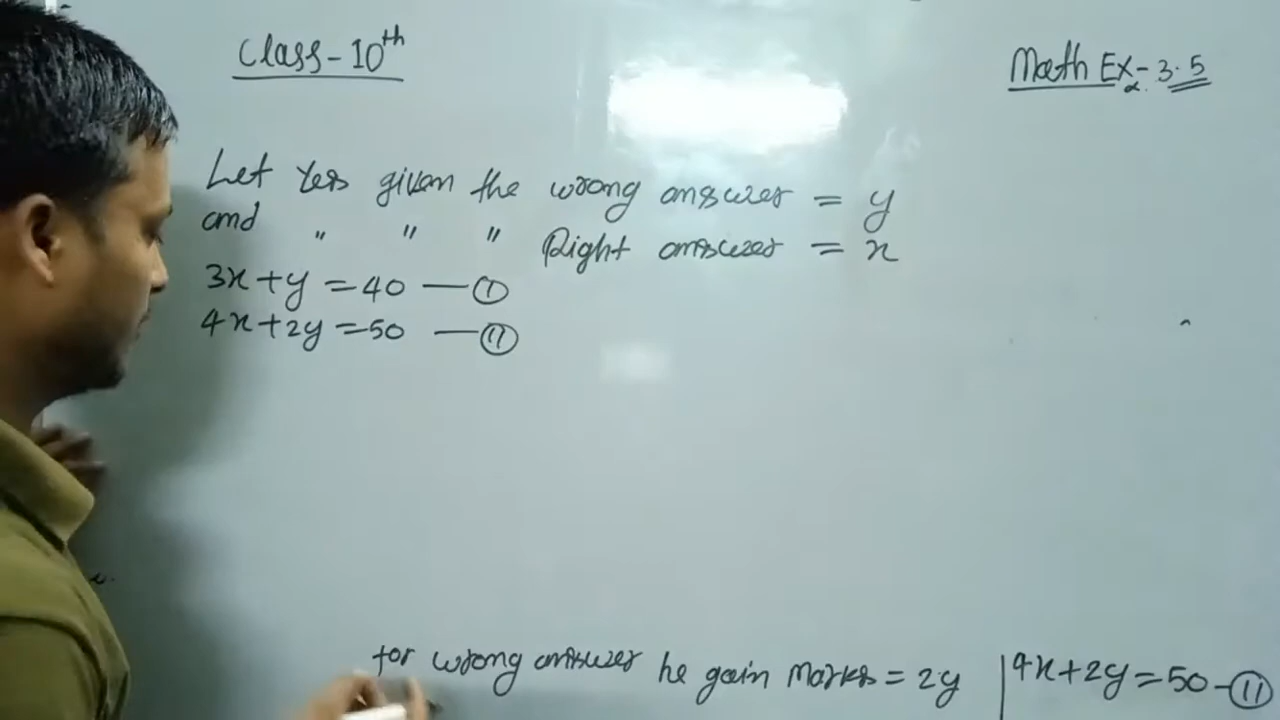 Class-10th
Math Ex-3.5
Let Yes given the wrong answer = y
and " " " Right answer = x
3x+y=40 —(I)
4x+2y=50 —(II)
for wrong answer he gain Marks = 2y | 4x+2y=50-(II)